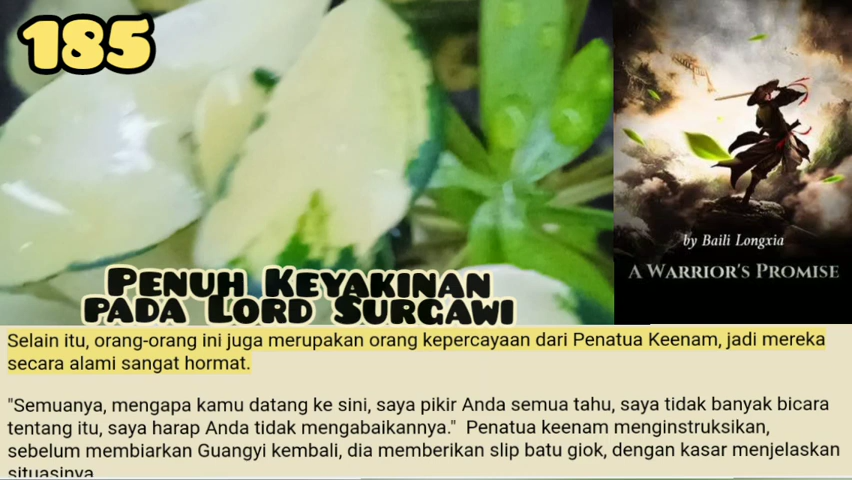 185
by Baili Longxia
A Warrior's Promise
Penuh Keyakinan
pada Lord Surgawi
Selain itu, orang-orang ini juga merupakan orang kepercayaan dari Penatua Keenam, jadi mereka
secara alami sangat hormat.
"Semuanya, mengapa kamu datang ke sini, saya pikir Anda semua tahu, saya tidak banyak bicara
tentang itu, saya harap Anda tidak mengabaikannya." Penatua keenam menginstruksikan,
sebelum membiarkan Guangyi kembali, dia memberikan slip batu giok, dengan kasar menjelaskan
situasinya